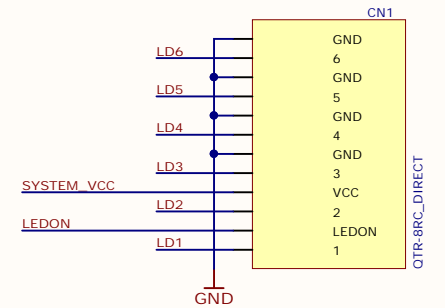 CN1
GND
LD6 6
GND
LD5 5
GND
LD4 4
GND
LD3 3
SYSTEM_VCC VCC
LD2 2
LEDON LEDON
LD1 1
QTR-8RC_DIRECT
GND